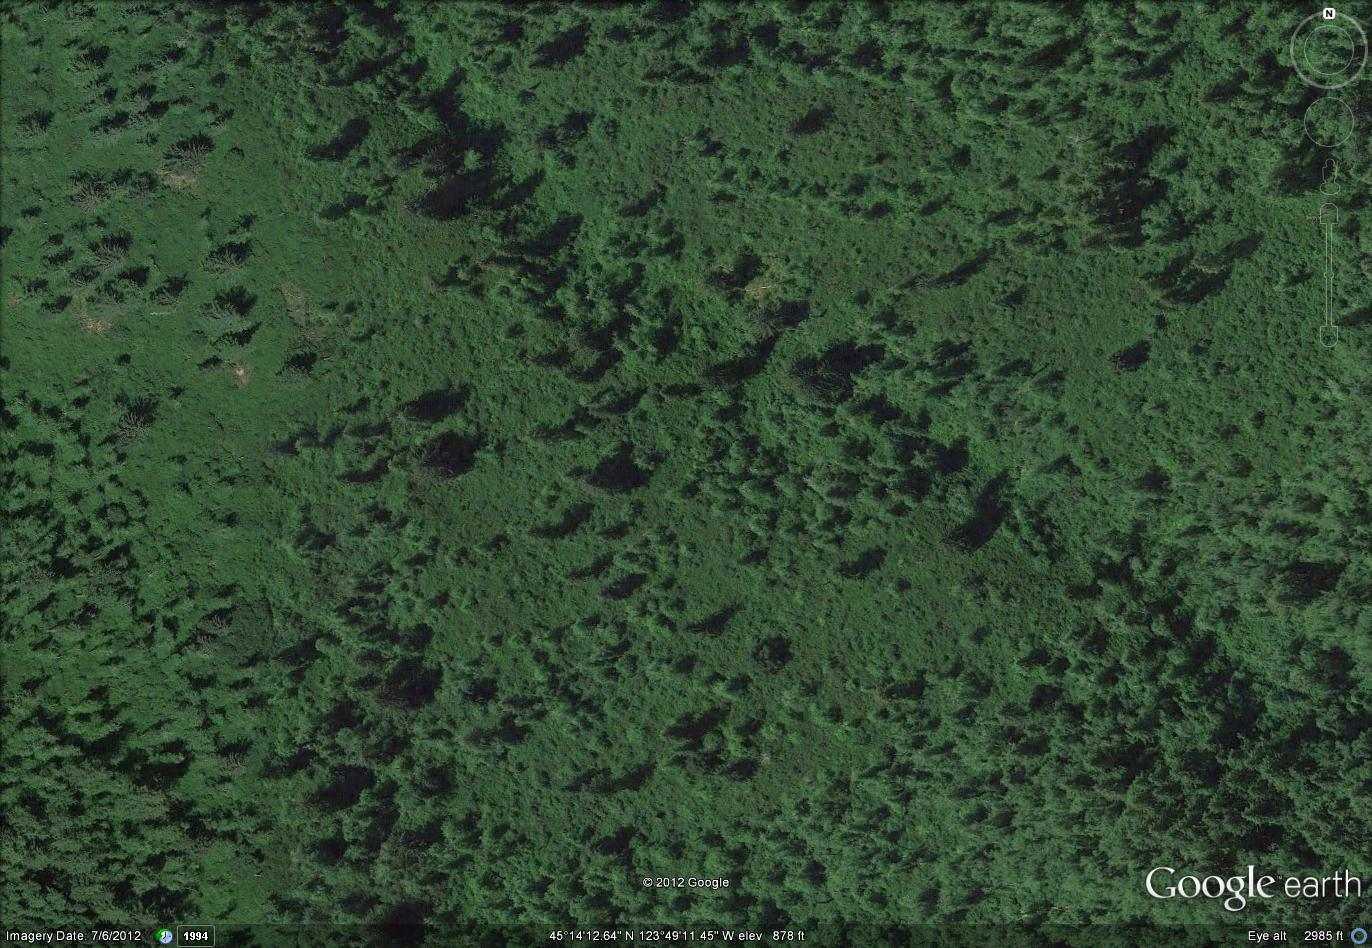 N
© 2012 Google
Google earth
Imagery Date: 7/6/2012 1994 45°14'12.64" N 123°49'11.45" W elev 878 ft Eye alt 2985 ft